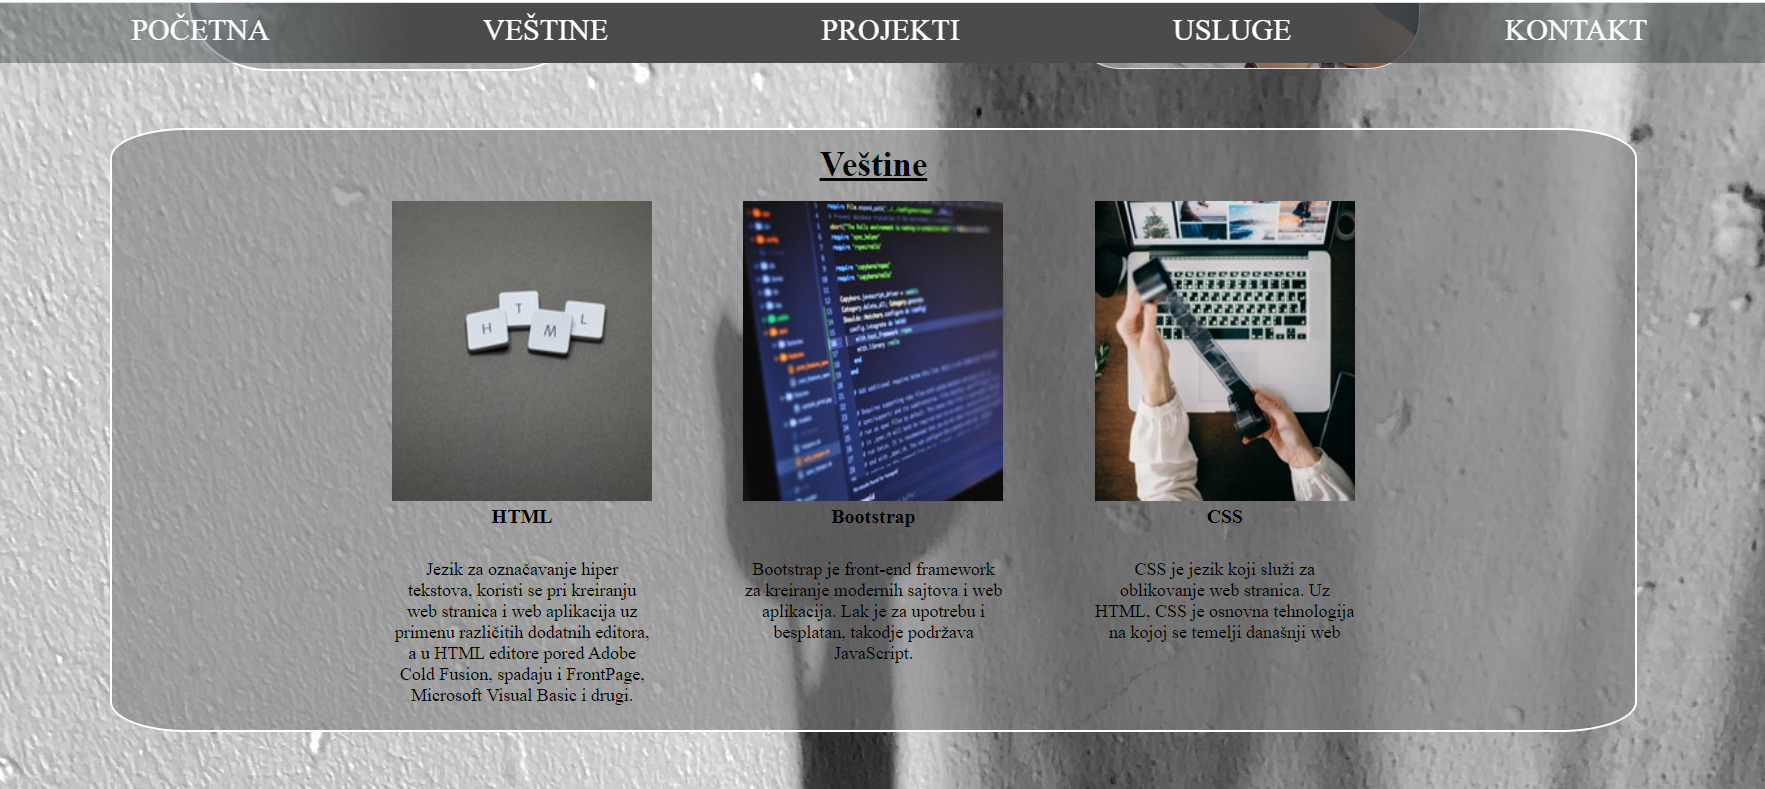 POČETNA VEŠTINE PROJEKTI USLUGE KONTAKT
Veštine
H T M L
HTML
Jezik za označavanje hiper
tekstova, koristi se pri kreiranju
web stranica i web aplikacija uz
primenu različitih dodatnih editora,
a u HTML editore pored Adobe
Cold Fusion, spadaju i FrontPage,
Microsoft Visual Basic i drugi.
Bootstrap
Bootstrap je front-end framework
za kreiranje modernih sajtova i web
aplikacija. Lak je za upotrebu i
besplatan, takodje podržava
JavaScript.
CSS
CSS je jezik koji služi za
oblikovanje web stranica. Uz
HTML, CSS je osnovna tehnologija
na kojoj se temelji današnji web